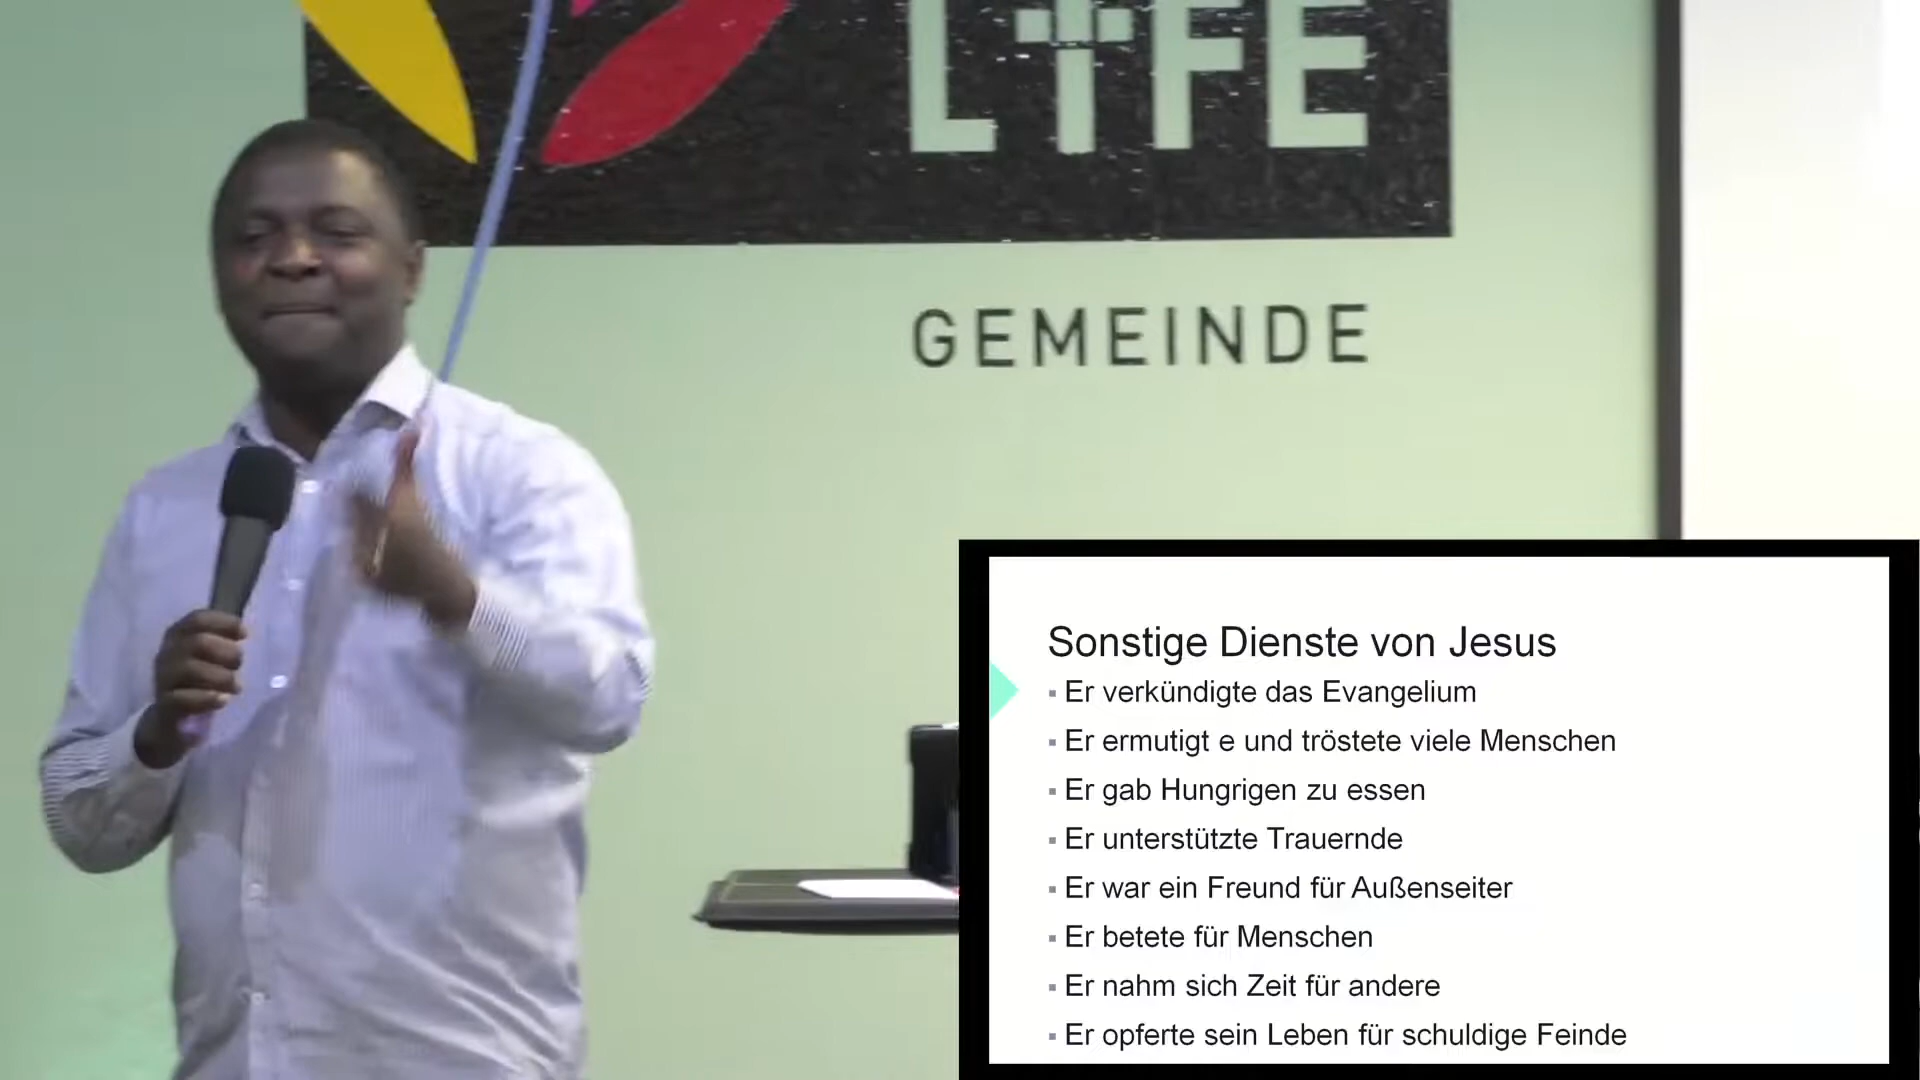 LIFE
GEMEINDE
Sonstige Dienste von Jesus
▪ Er verkündigte das Evangelium
▪ Er ermutigt e und tröstete viele Menschen
▪ Er gab Hungrigen zu essen
▪ Er unterstützte Trauernde
▪ Er war ein Freund für Außenseiter
▪ Er betete für Menschen
▪ Er nahm sich Zeit für andere
▪ Er opferte sein Leben für schuldige Feinde